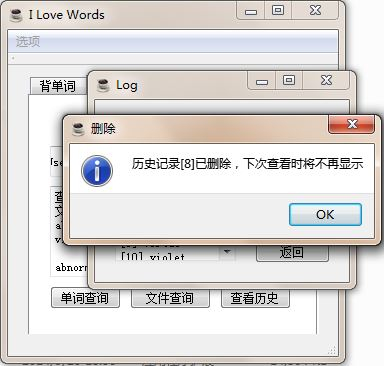 I Love Words
选项
背单词
Log
删除
历史记录[8]已删除，下次查看时将不再显示
OK
[10] violet
返回
abnorm
单词查询
文件查询
查看历史